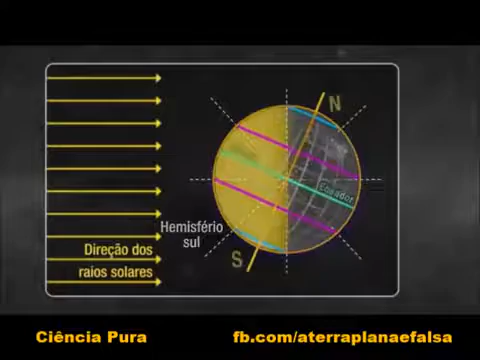 N
Equador
Hemisfério
sul
Direção dos
raios solares
S
Ciência Pura
fb.com/aterraplanaefalsa